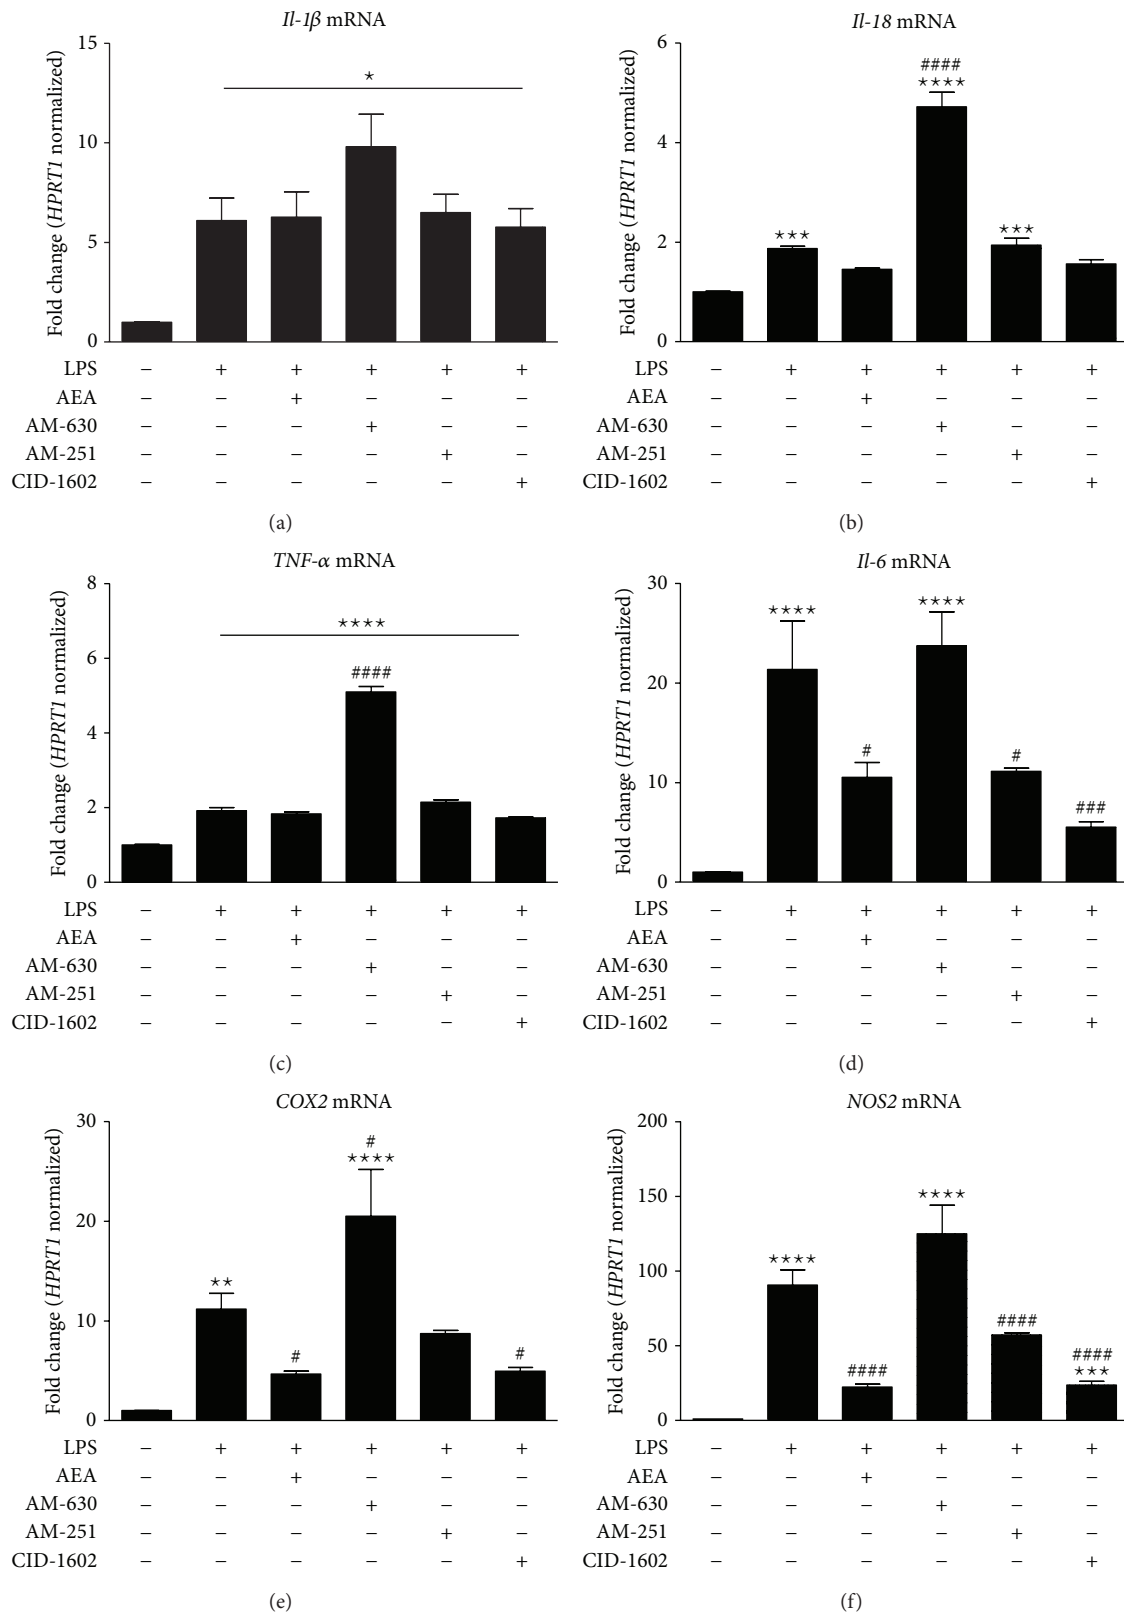 Il-1β mRNA
15
10
5
0
Fold change (HPRT1 normalized)
*
LPS − + + + + +
AEA − − + − − −
AM-630 − − − + − −
AM-251 − − − − + −
CID-1602 − − − − − +
(a)
Il-18 mRNA
6
4
2
0
Fold change (HPRT1 normalized)
####
****
***
***
LPS − + + + + +
AEA − − + − − −
AM-630 − − − + − −
AM-251 − − − − + −
CID-1602 − − − − − +
(b)
TNF-α mRNA
8
6
4
2
0
Fold change (HPRT1 normalized)
****
####
LPS − + + + + +
AEA − − + − − −
AM-630 − − − + − −
AM-251 − − − − + −
CID-1602 − − − − − +
(c)
Il-6 mRNA
30
20
10
0
Fold change (HPRT1 normalized)
**** ****
# #
###
LPS − + + + + +
AEA − − + − − −
AM-630 − − − + − −
AM-251 − − − − + −
CID-1602 − − − − − +
(d)
COX2 mRNA
30
20
10
0
Fold change (HPRT1 normalized)
#
****
**
# #
LPS − + + + + +
AEA − − + − − −
AM-630 − − − + − −
AM-251 − − − − + −
CID-1602 − − − − − +
(e)
NOS2 mRNA
200
150
100
50
0
Fold change (HPRT1 normalized)
****
****
####
####
***
####
LPS − + + + + +
AEA − − + − − −
AM-630 − − − + − −
AM-251 − − − − + −
CID-1602 − − − − − +
(f)